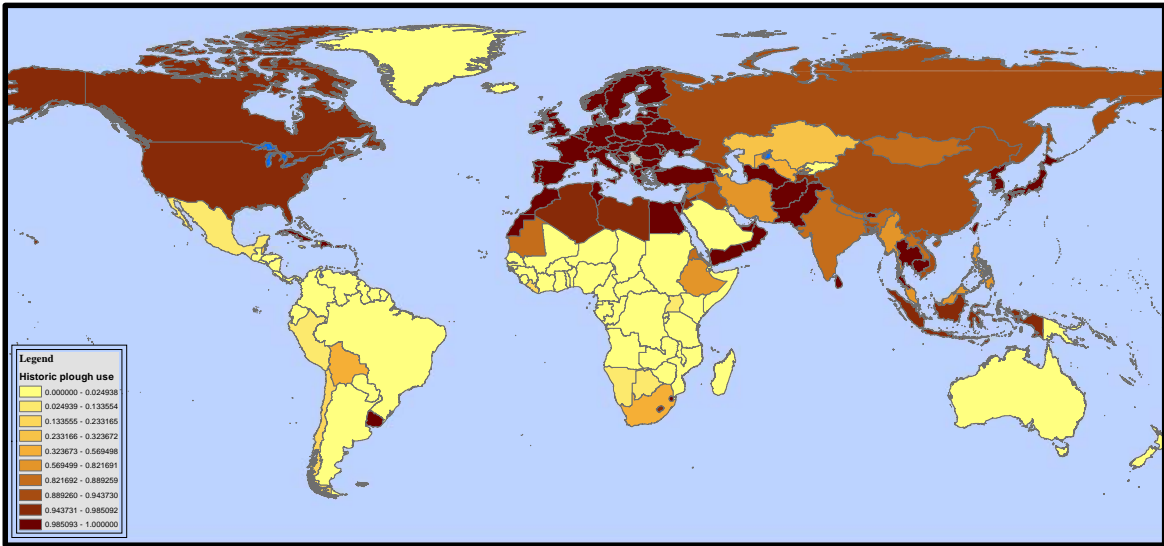 Legend
Historic plough use
0.000000 - 0.024938
0.024939 - 0.133554
0.133555 - 0.233165
0.233166 - 0.323672
0.323673 - 0.569498
0.569499 - 0.821691
0.821692 - 0.889259
0.889260 - 0.943730
0.943731 - 0.985092
0.985093 - 1.000000